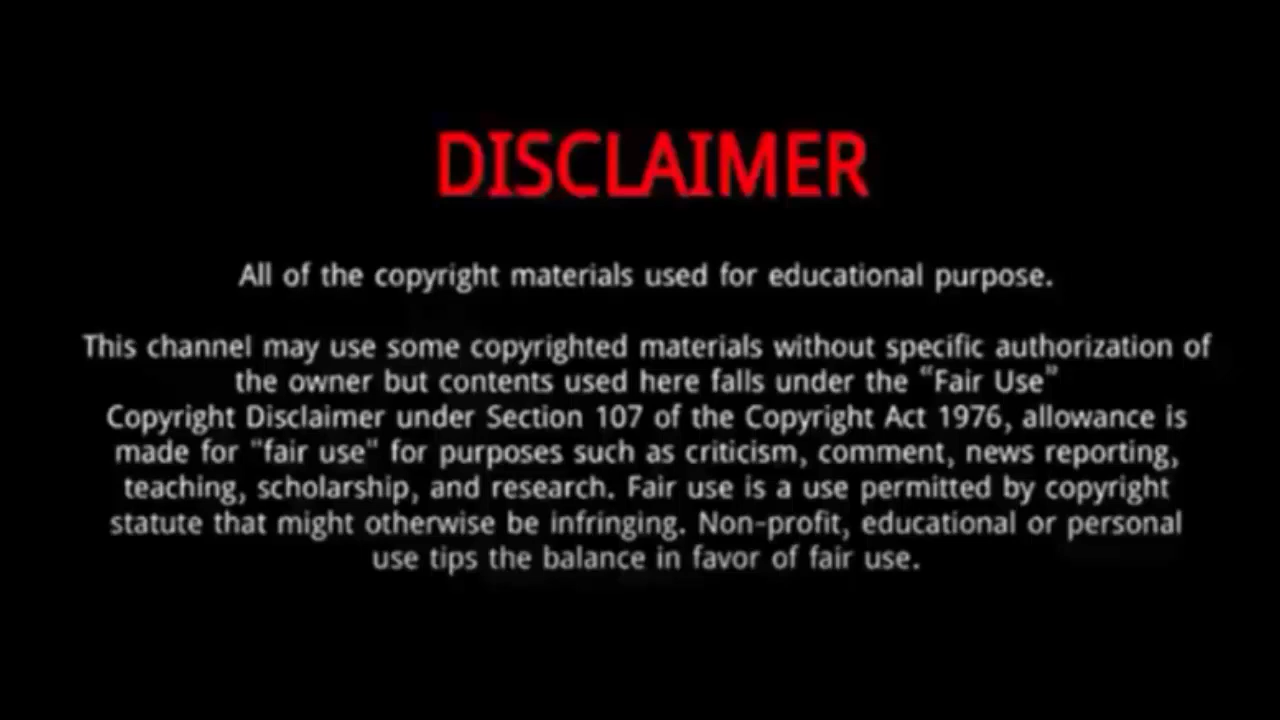 DISCLAIMER
All of the copyright materials used for educational purpose.
This channel may use some copyrighted materials without specific authorization of
the owner but contents used here falls under the “Fair Use”
Copyright Disclaimer under Section 107 of the Copyright Act 1976, allowance is
made for "fair use" for purposes such as criticism, comment, news reporting,
teaching, scholarship, and research. Fair use is a use permitted by copyright
statute that might otherwise be infringing. Non-profit, educational or personal
use tips the balance in favor of fair use.